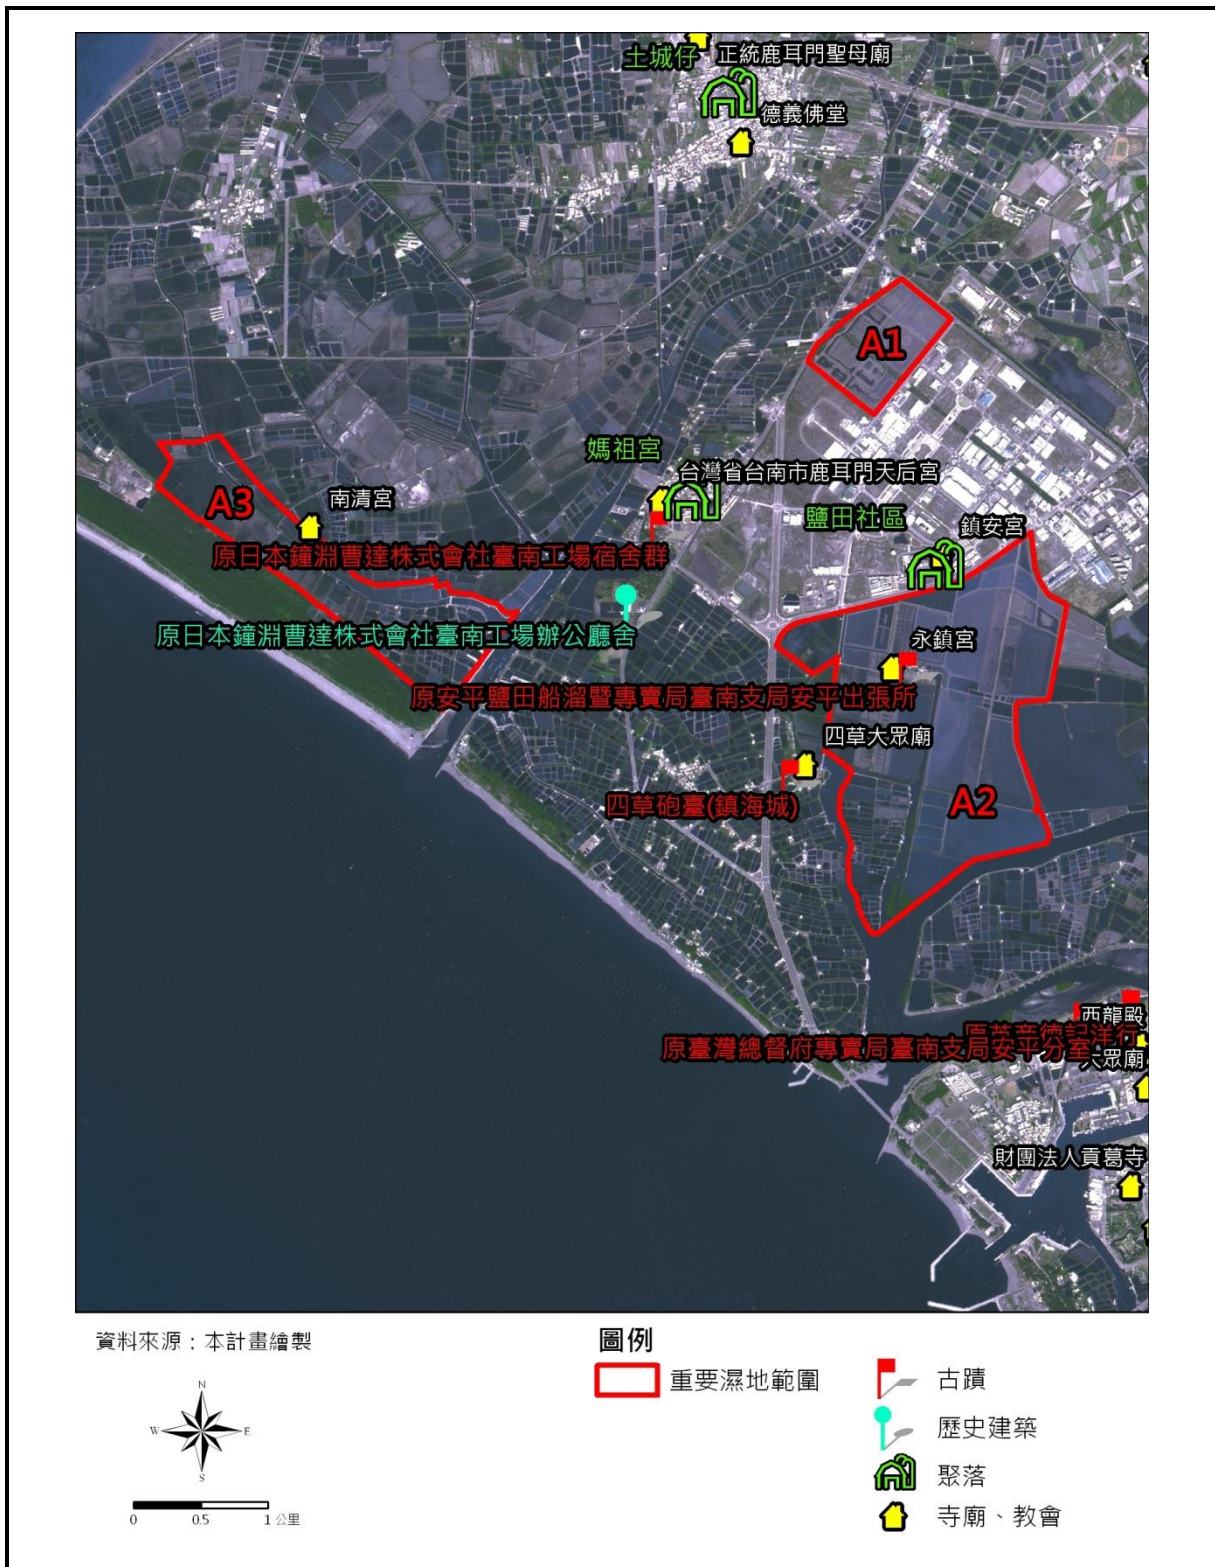 土城仔
正統鹿耳門聖母廟
德義佛堂
A1
媽祖宮
台灣省台南市鹿耳門天后宮
A3
南清宮
鹽田社區
鎮安宮
原日本鐘淵曹達株式會社臺南工場宿舍群
原日本鐘淵曹達株式會社臺南工場辦公廳舍
永鎮宮
原安平鹽田船溜暨專賣局臺南支局安平出張所
四草大眾廟
四草砲臺(鎮海城)
A2
西龍殿
原英商德記洋行
原臺灣總督府專賣局臺南支局安平分室
大眾廟
財團法人貢葛寺
資料來源：本計畫繪製
圖例
重要濕地範圍
古蹟
歷史建築
聚落
寺廟、教會
N
W
E
S
0 0.5 1 公里